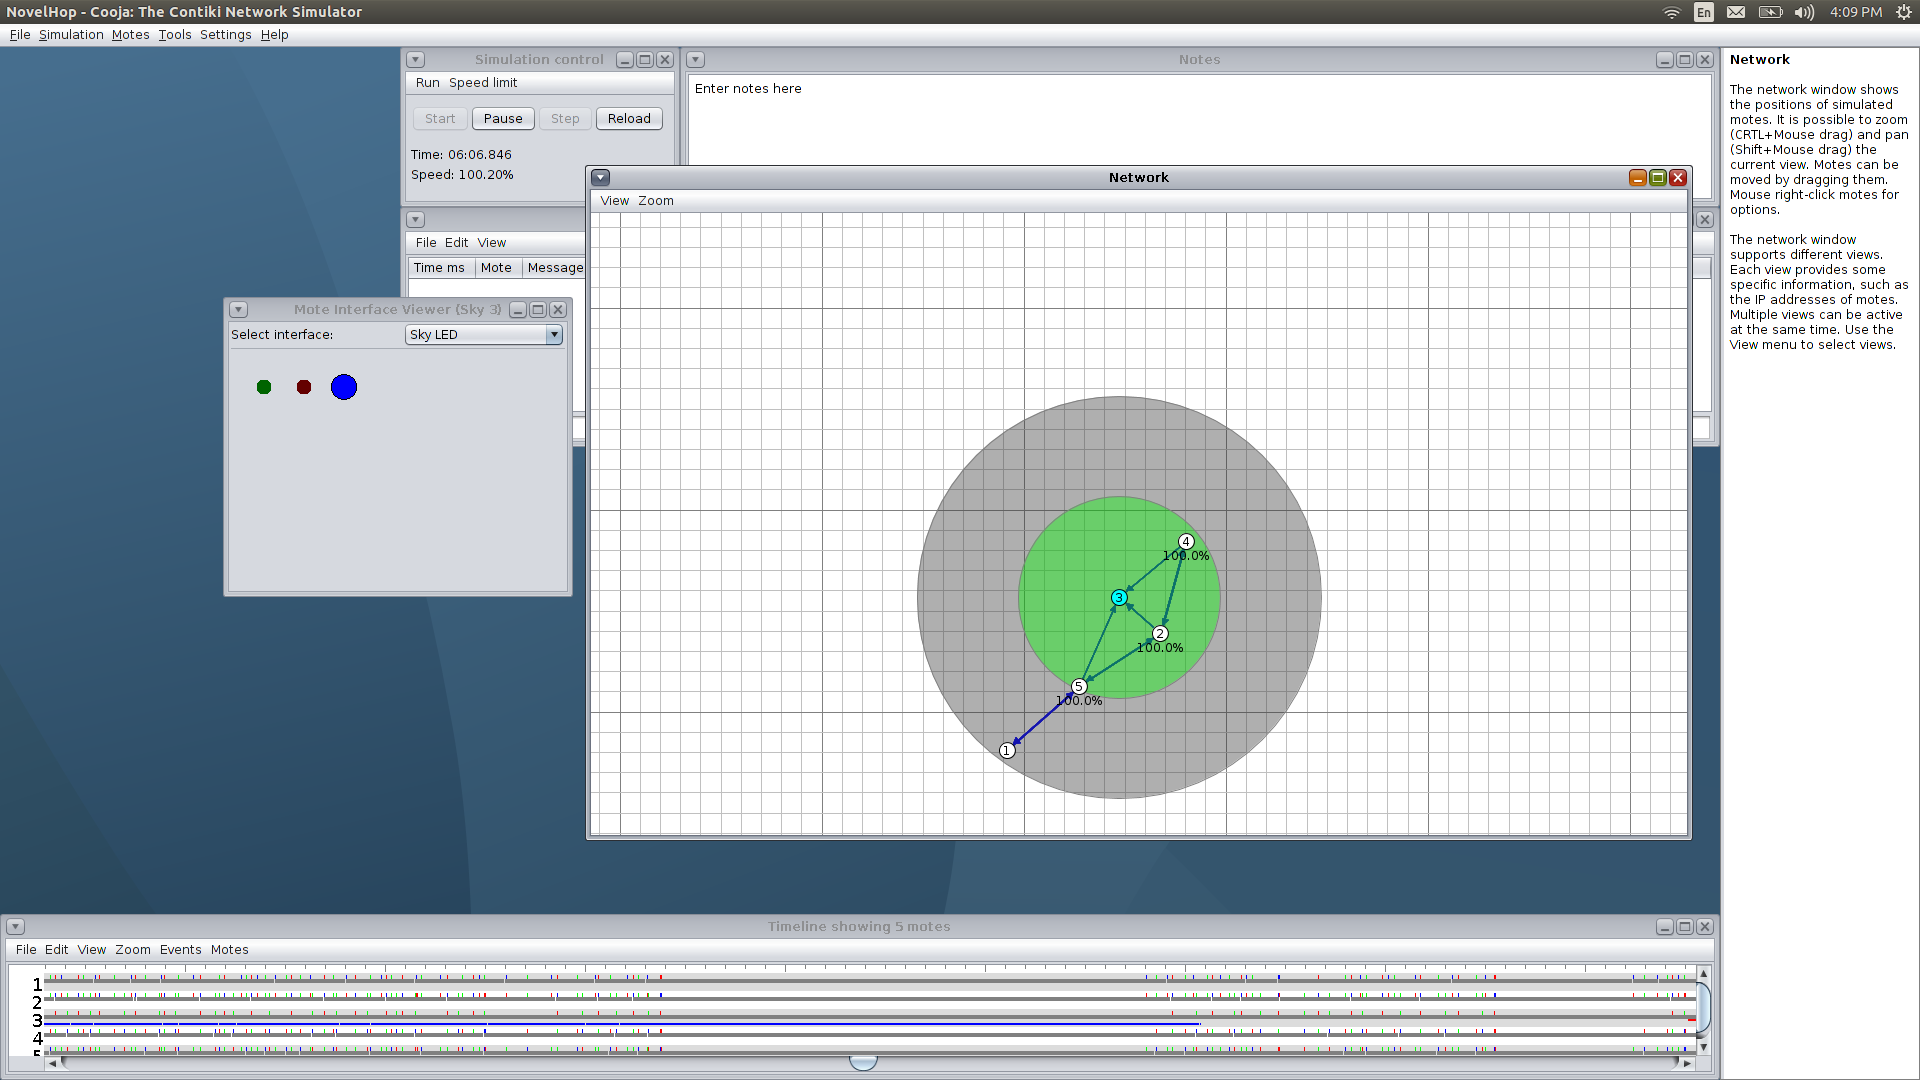 NovelHop - Cooja: The Contiki Network Simulator
En
4:09 PM
File Simulation Motes Tools Settings Help
Simulation control
Run Speed limit
Start Pause Step Reload
Time: 06:06.846
Speed: 100.20%
Notes
Enter notes here
File Edit View
Time ms Mote Message
Mote Interface Viewer (Sky 3)
Select interface: Sky LED
Network
View Zoom
4
100.0%
3
2
100.0%
5
100.0%
1
Network
The network window shows
the positions of simulated
motes. It is possible to zoom
(CRTL+Mouse drag) and pan
(Shift+Mouse drag) the
current view. Motes can be
moved by dragging them.
Mouse right-click motes for
options.
The network window
supports different views.
Each view provides some
specific information, such as
the IP addresses of motes.
Multiple views can be active
at the same time. Use the
View menu to select views.
Timeline showing 5 motes
File Edit View Zoom Events Motes
1
2
3
4
5